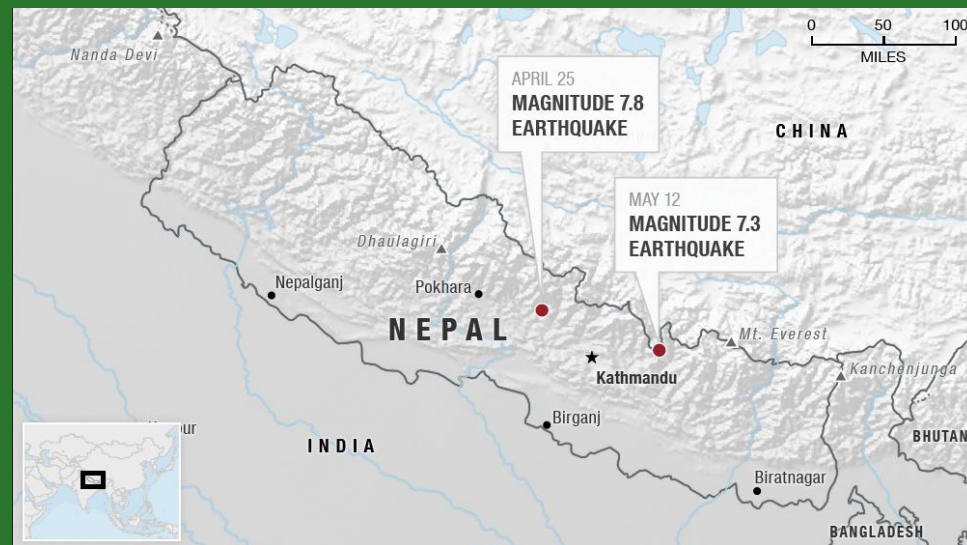 0 50 100
MILES
Nanda Devi
APRIL 25
MAGNITUDE 7.8
EARTHQUAKE
CHINA
MAY 12
MAGNITUDE 7.3
EARTHQUAKE
Dhaulagiri
Nepalganj
Pokhara
NEPAL
Mt. Everest
Kathmandu
Kanchenjunga
Birganj
BHUTAN
INDIA
Biratnagar
BANGLADESH